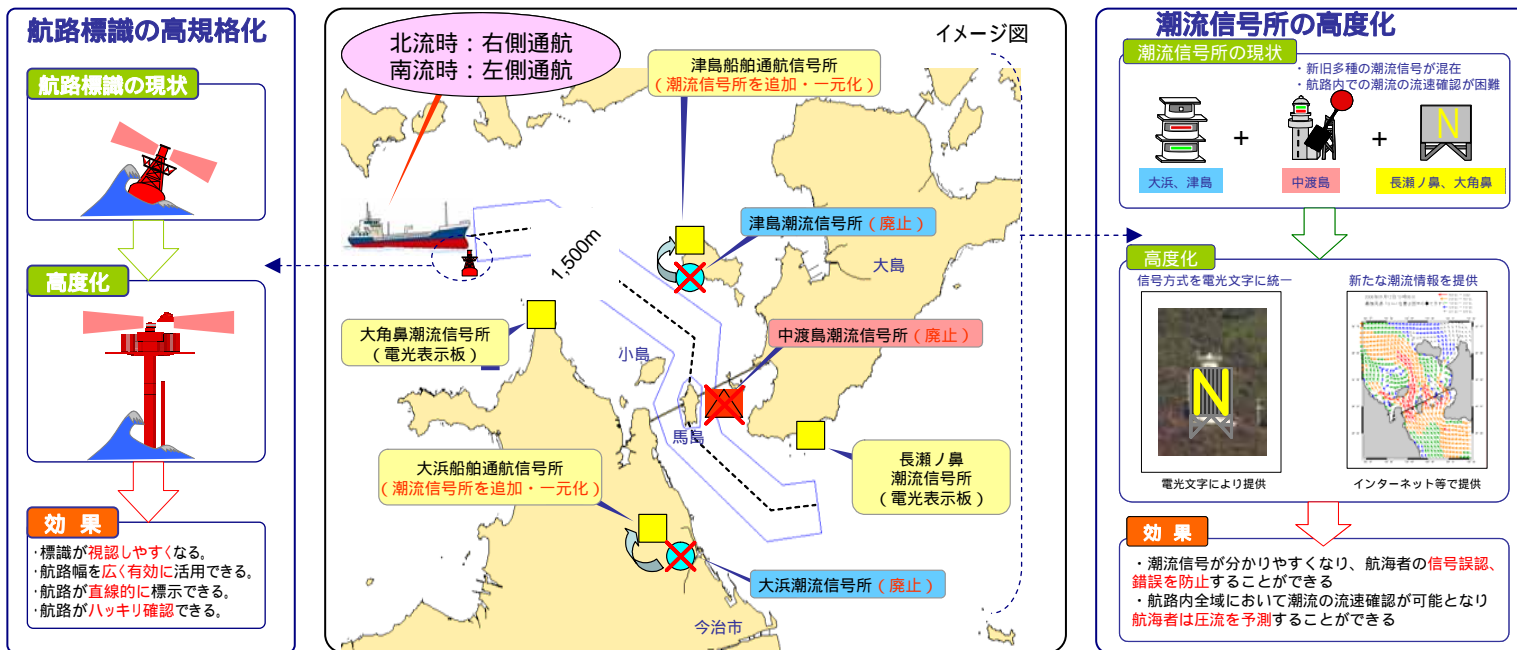 航路標識の高規格化
航路標識の現状
高度化
効 果
・標識が視認しやすくなる。
・航路幅を広く有効に活用できる。
・航路が直線的に標示できる。
・航路がハッキリ確認できる。
イメージ図
北流時：右側通航
南流時：左側通航
津島船舶通航信号所
（潮流信号所を追加・一元化）
津島潮流信号所（廃止）
1,500m
大島
大角鼻潮流信号所
（電光表示板）
小島
中渡島潮流信号所（廃止）
馬島
大浜船舶通航信号所
（潮流信号所を追加・一元化）
長瀬ノ鼻
潮流信号所
（電光表示板）
大浜潮流信号所（廃止）
今治市
潮流信号所の高度化
潮流信号所の現状
・新旧多種の潮流信号が混在
・航路内での潮流の流速確認が困難
+
+
N
大浜、津島
中渡島
長瀬ノ鼻、大角鼻
高度化
信号方式を電光文字に統一
新たな潮流情報を提供
N
電光文字により提供
インターネット等で提供
効 果
・潮流信号が分かりやすくなり、航海者の信号誤認、
錯誤を防止することができる
・航路内全域において潮流の流速確認が可能となり
航海者は圧流を予測することができる